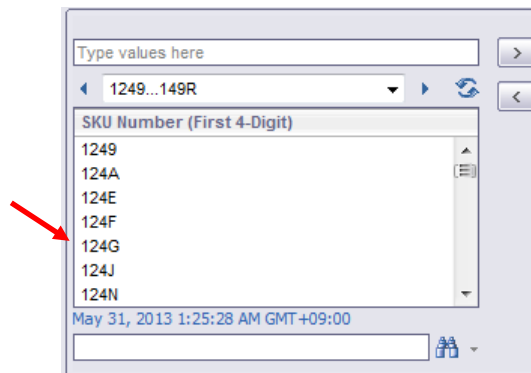 Type values here
1249...149R
SKU Number (First 4-Digit)
1249
124A
124E
124F
124G
124J
124N
May 31, 2013 1:25:28 AM GMT+09:00